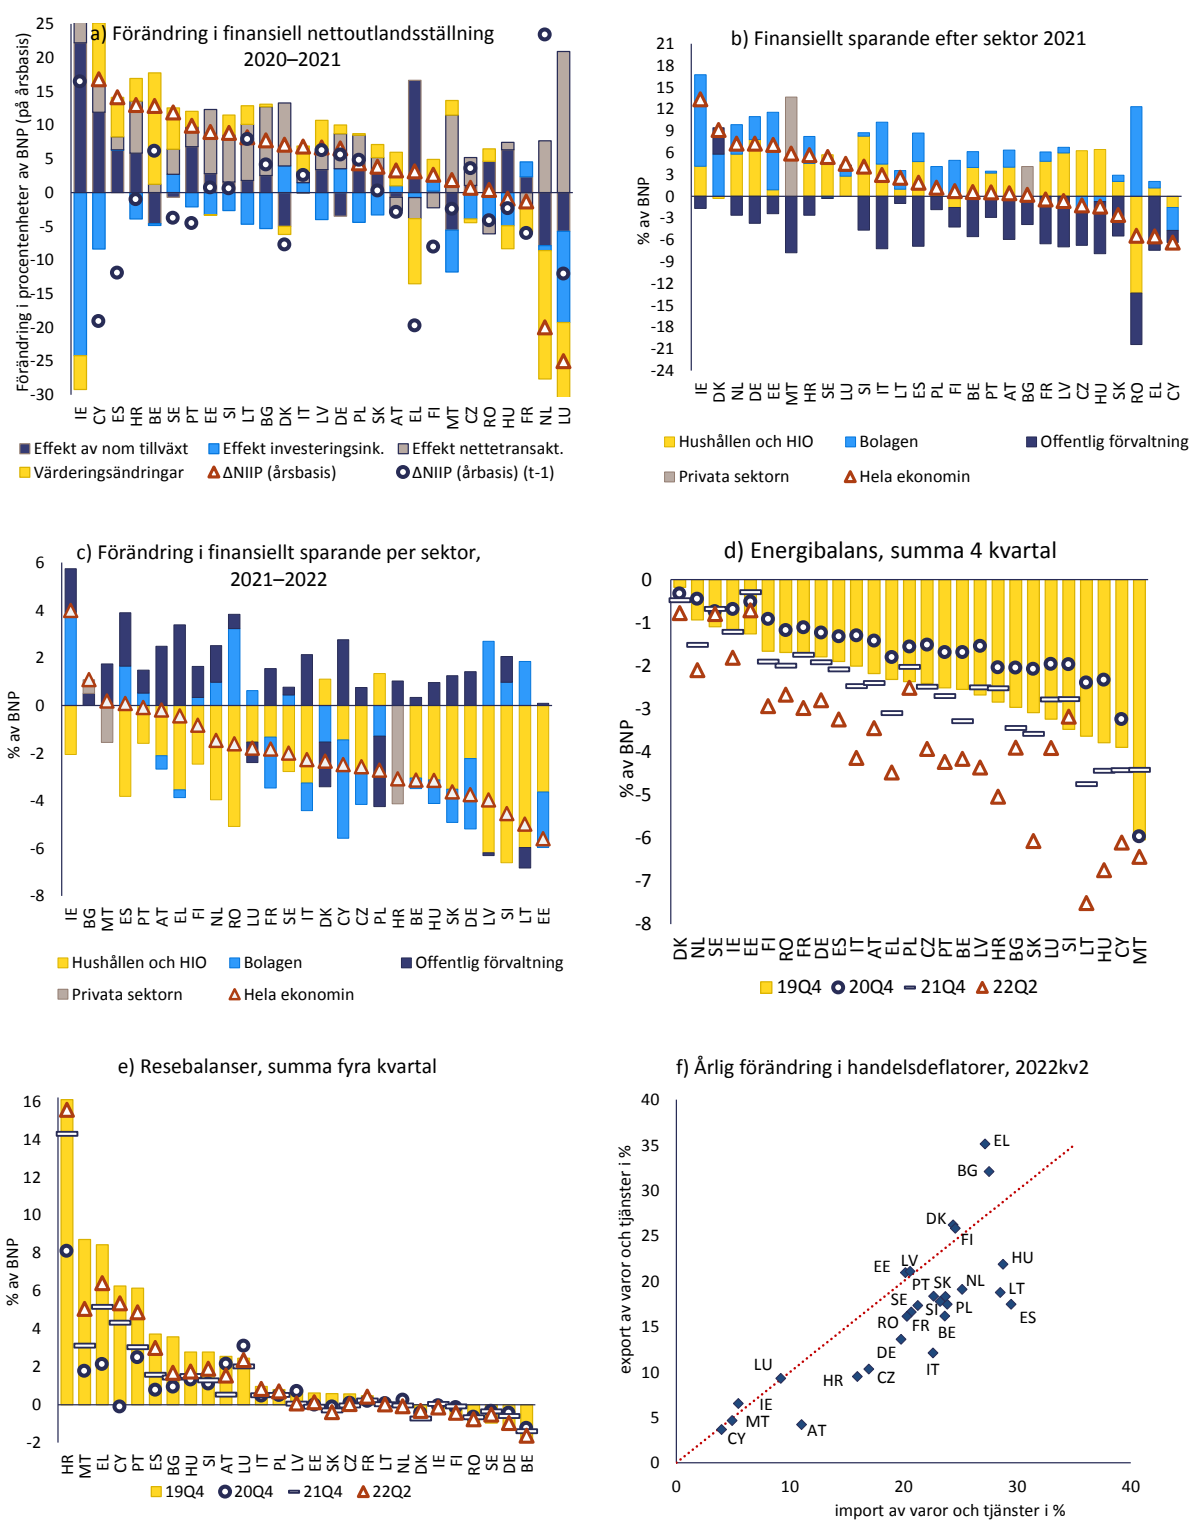 a) Förändring i finansiell nettoutlandsställning
2020–2021
Förändring i procentenheter av BNP (på årsbasis)
25
20
15
10
5
0
-5
-10
-15
-20
-25
-30
IE CY ES HR BE SE PT EE SI LT BG DK IT LV DE PL SK AT EL FI MT CZ RO HU FR NL LU
Effekt av nom tillväxt
Effekt investeringsink.
Effekt nettetransakt.
Värderingsändringar
ΔNIIP (årsbasis)
ΔNIIP (årbasis) (t-1)
b) Finansiellt sparande efter sektor 2021
% av BNP
21
18
15
12
9
6
3
0
-3
-6
-9
-12
-15
-18
-21
-24
IE DK NL DE EE MT HR SE LU SI IT LT ES PL FI BE PT AT BG FR LV CZ HU SK RO EL CY
Hushållen och HIO
Bolagen
Offentlig förvaltning
Privata sektorn
Hela ekonomin
c) Förändring i finansiellt sparande per sektor,
2021–2022
% av BNP
6
4
2
0
-2
-4
-6
-8
IE BG MT ES PT AT EL FI NL RO LU FR SE IT DK CY CZ PL HR BE HU SK DE LV SI LT EE
Hushållen och HIO
Bolagen
Offentlig förvaltning
Privata sektorn
Hela ekonomin
d) Energibalans, summa 4 kvartal
% av BNP
0
-1
-2
-3
-4
-5
-6
-7
-8
DK NL SE IE EE FI RO FR DE ES IT AT EL PL CZ PT BE LV HR BG SK LU SI LT HU CY MT
19Q4
20Q4
21Q4
22Q2
e) Resebalanser, summa fyra kvartal
% av BNP
16
14
12
10
8
6
4
2
0
-2
HR MT EL CY PT ES BG HU SI AT LU IT PL LV EE SK CZ FR LT NL DK IE FI RO SE DE BE
19Q4
20Q4
21Q4
22Q2
f) Årlig förändring i handelsdeflatorer, 2022kv2
export av varor och tjänster i %
40
35
30
25
20
15
10
5
0
EL
BG
DK
FI
HU
EE
LV
PT
SK
NL
LT
SE
SI
PL
ES
RO
FR
BE
DE
IT
LU
HR
CZ
IE
MT
AT
CY
0
10
20
30
40
import av varor och tjänster i %